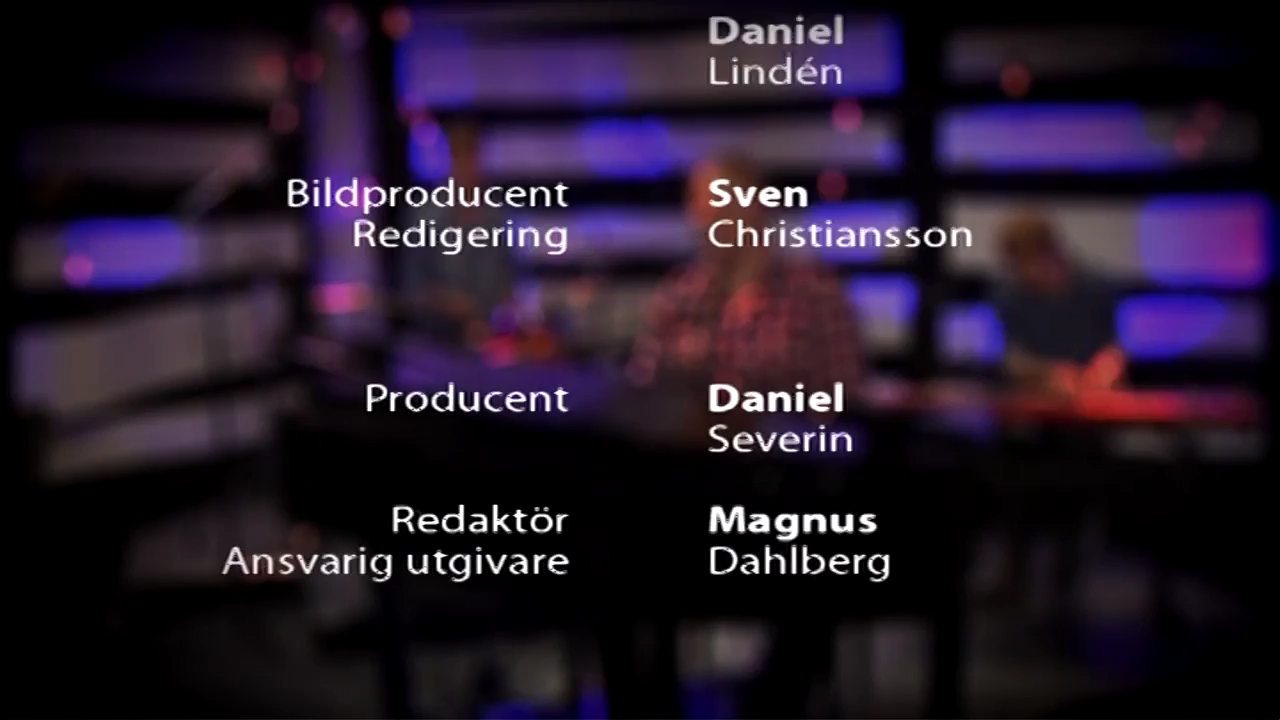 Daniel
Lindén
Bildproducent Sven
Redigering Christiansson
Producent Daniel
Severin
Redaktör Magnus
Ansvarig utgivare Dahlberg